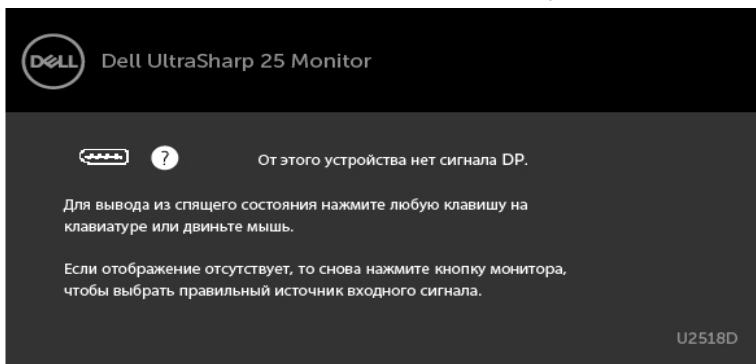 DELL
Dell UltraSharp 25 Monitor
?
От этого устройства нет сигнала DP.
Для вывода из спящего состояния нажмите любую клавишу на
клавиатуре или двиньте мышь.
Если отображение отсутствует, то снова нажмите кнопку монитора,
чтобы выбрать правильный источник входного сигнала.
U2518D